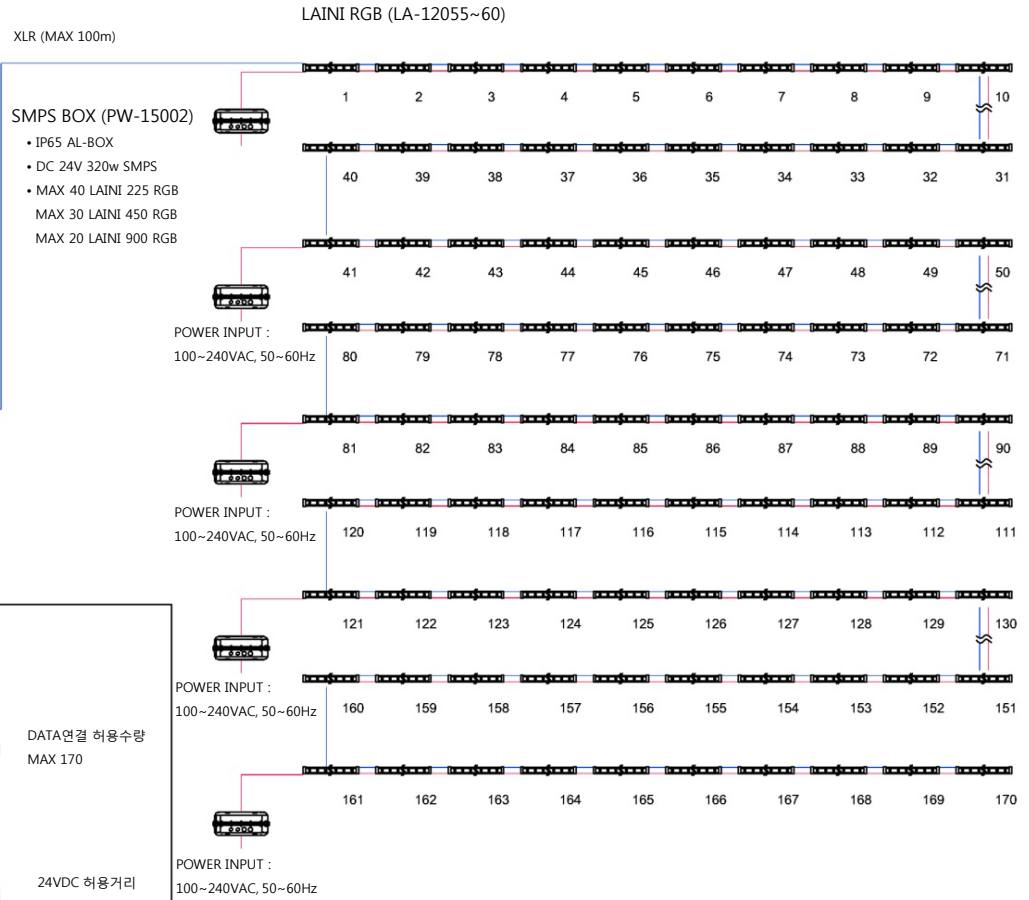 LAINI RGB (LA-12055~60)
XLR (MAX 100m)
1 2 3 4 5 6 7 8 9 10
SMPS BOX (PW-15002)
• IP65 AL-BOX
• DC 24V 320w SMPS
• MAX 40 LAINI 225 RGB
MAX 30 LAINI 450 RGB
MAX 20 LAINI 900 RGB
40 39 38 37 36 35 34 33 32 31
41 42 43 44 45 46 47 48 49 50
POWER INPUT :
100~240VAC, 50~60Hz
80 79 78 77 76 75 74 73 72 71
81 82 83 84 85 86 87 88 89 90
POWER INPUT :
100~240VAC, 50~60Hz
120 119 118 117 116 115 114 113 112 111
121 122 123 124 125 126 127 128 129 130
POWER INPUT :
100~240VAC, 50~60Hz
160 159 158 157 156 155 154 153 152 151
DATA연결 허용수량
MAX 170
161 162 163 164 165 166 167 168 169 170
POWER INPUT :
100~240VAC, 50~60Hz
24VDC 허용거리